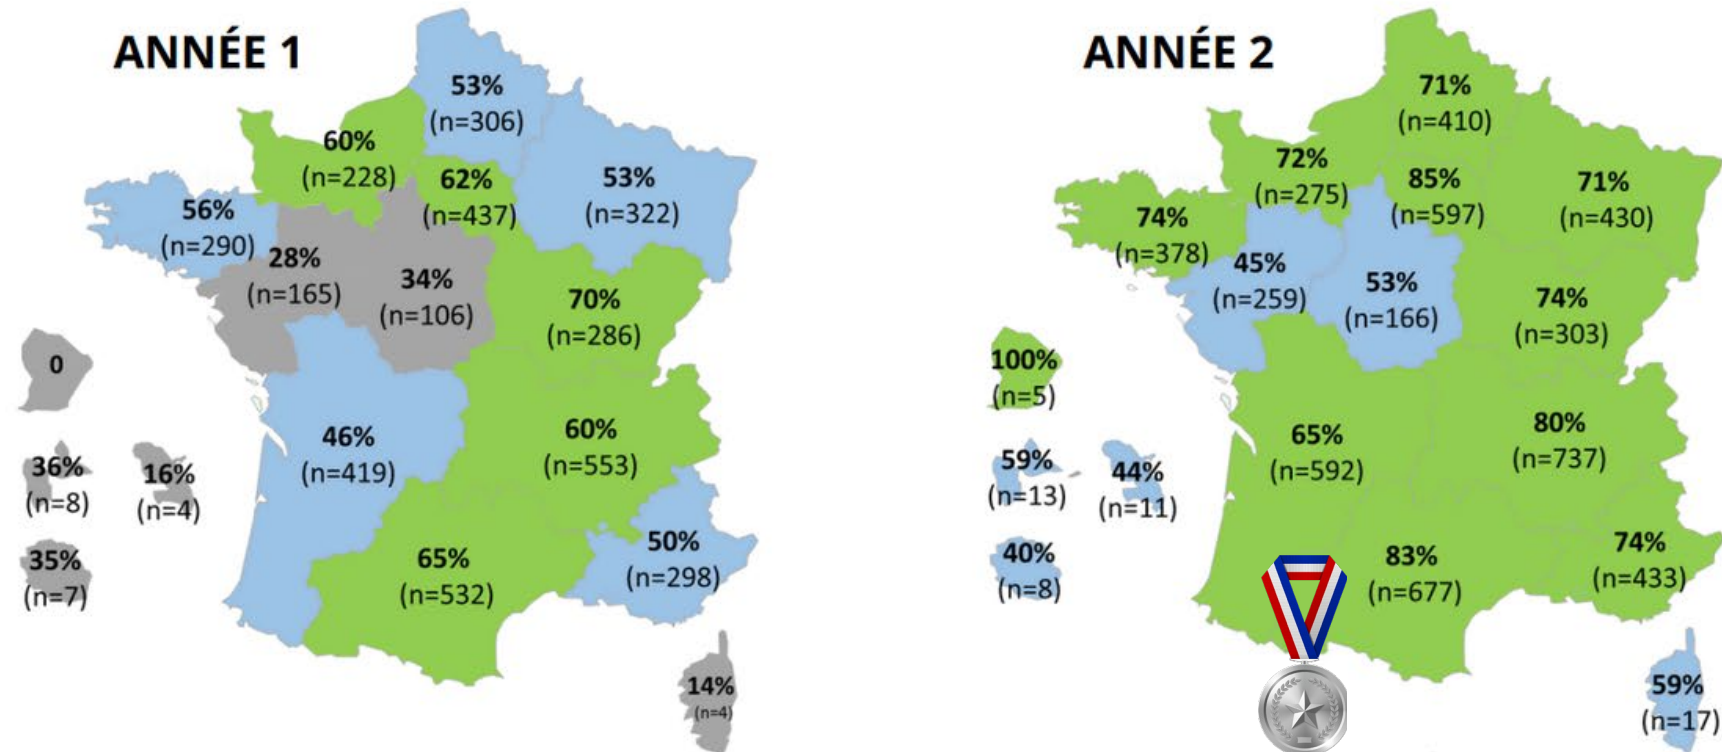 ANNÉE 1
53%
(n=306)
60%
(n=228)
62%
(n=437)
53%
(n=322)
56%
(n=290)
28%
(n=165)
34%
(n=106)
70%
(n=286)
0
36%
(n=8)
16%
(n=4)
35%
(n=7)
46%
(n=419)
60%
(n=553)
65%
(n=532)
50%
(n=298)
14%
(n=4)
ANNÉE 2
71%
(n=410)
72%
(n=275)
85%
(n=597)
71%
(n=430)
74%
(n=378)
45%
(n=259)
53%
(n=166)
74%
(n=303)
100%
(n=5)
59%
(n=13)
44%
(n=11)
40%
(n=8)
65%
(n=592)
80%
(n=737)
83%
(n=677)
74%
(n=433)
59%
(n=17)